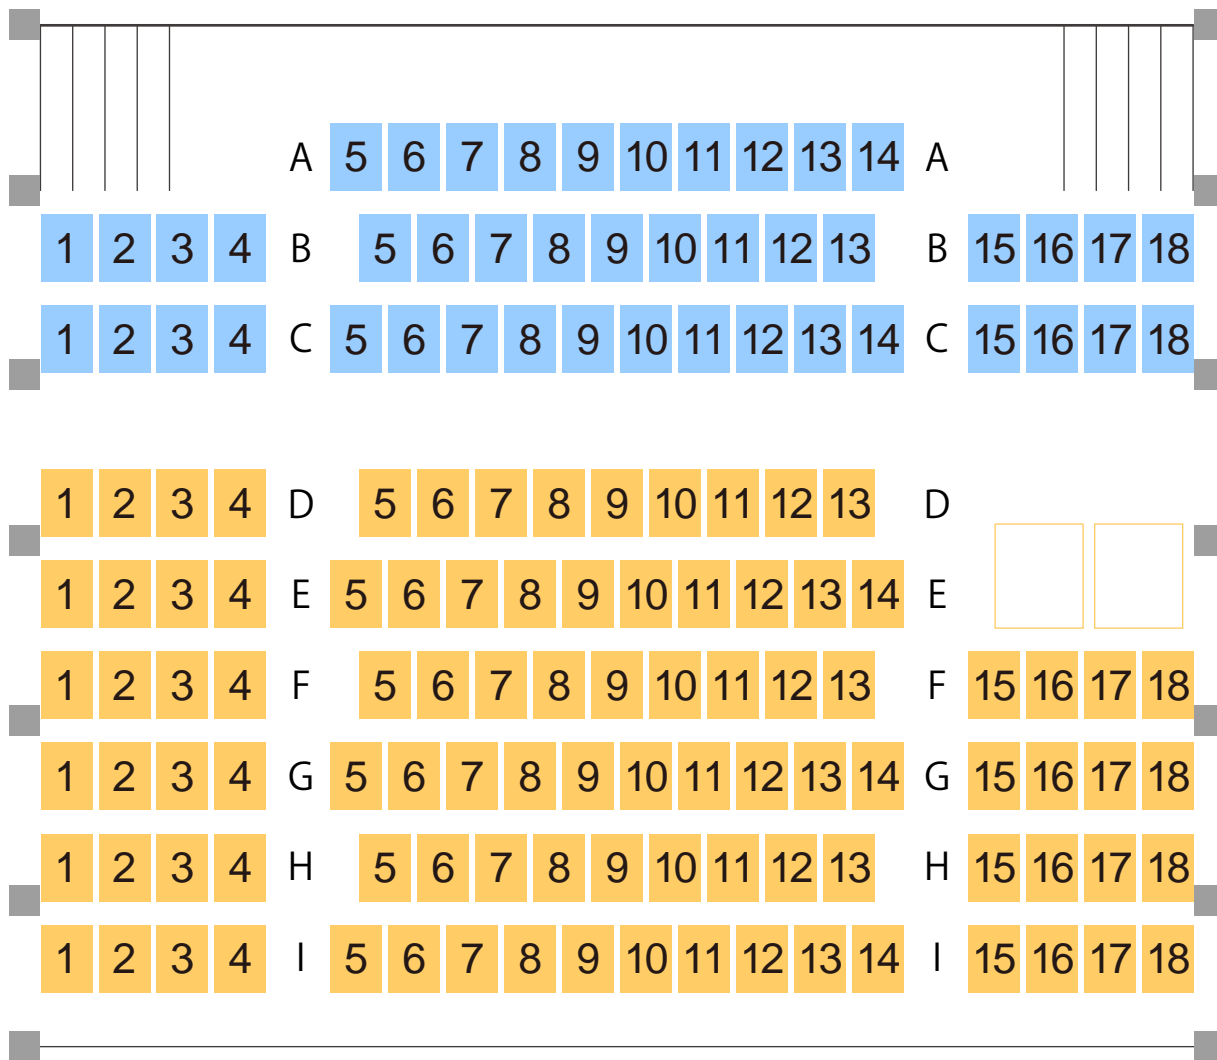 A 5 6 7 8 9 10 11 12 13 14 A
1 2 3 4 B 5 6 7 8 9 10 11 12 13 B 15 16 17 18
1 2 3 4 C 5 6 7 8 9 10 11 12 13 14 C 15 16 17 18
1 2 3 4 D 5 6 7 8 9 10 11 12 13 D
1 2 3 4 E 5 6 7 8 9 10 11 12 13 14 E
1 2 3 4 F 5 6 7 8 9 10 11 12 13 F 15 16 17 18
1 2 3 4 G 5 6 7 8 9 10 11 12 13 14 G 15 16 17 18
1 2 3 4 H 5 6 7 8 9 10 11 12 13 H 15 16 17 18
1 2 3 4 I 5 6 7 8 9 10 11 12 13 14 I 15 16 17 18